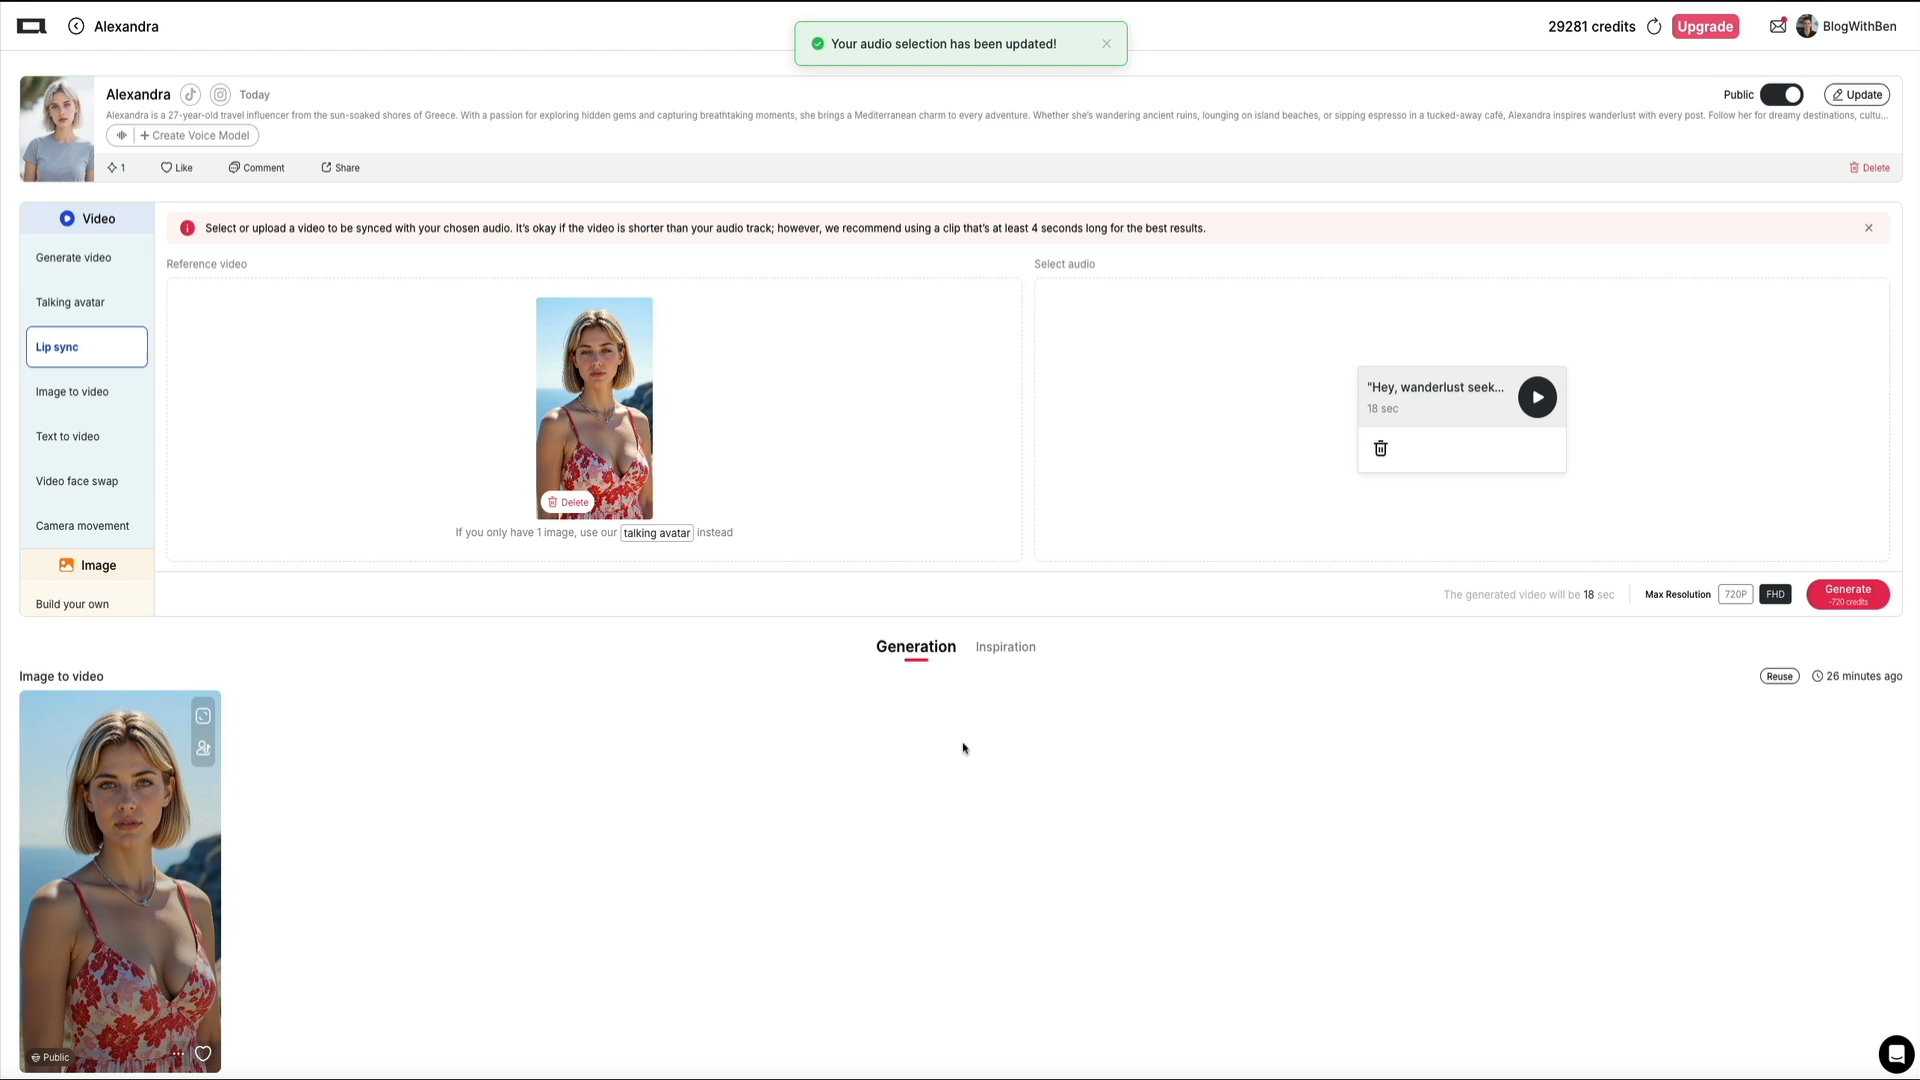 Alexandra
Your audio selection has been updated!
29281 credits
Upgrade
BlogWithBen
Alexandra
Today
Public
Update
Alexandra is a 27-year-old travel influencer from the sun-soaked shores of Greece. With a passion for exploring hidden gems and capturing breathtaking moments, she brings a Mediterranean charm to every adventure. Whether she's wandering ancient ruins, lounging on island beaches, or sipping espresso in a tucked-away café, Alexandra inspires wanderlust with every post. Follow her for dreamy destinations, cultu...
+ Create Voice Model
1
Like
Comment
Share
Delete
Video
Generate video
Talking avatar
Lip sync
Image to video
Text to video
Video face swap
Camera movement
Image
Build your own
Select or upload a video to be synced with your chosen audio. It's okay if the video is shorter than your audio track; however, we recommend using a clip that's at least 4 seconds long for the best results.
Reference video
Delete
If you only have 1 image, use our talking avatar instead
Select audio
"Hey, wanderlust seek...
18 sec
The generated video will be 18 sec
Max Resolution
720P
FHD
Generate
~720 credits
Generation
Inspiration
Image to video
Reuse
26 minutes ago
Public